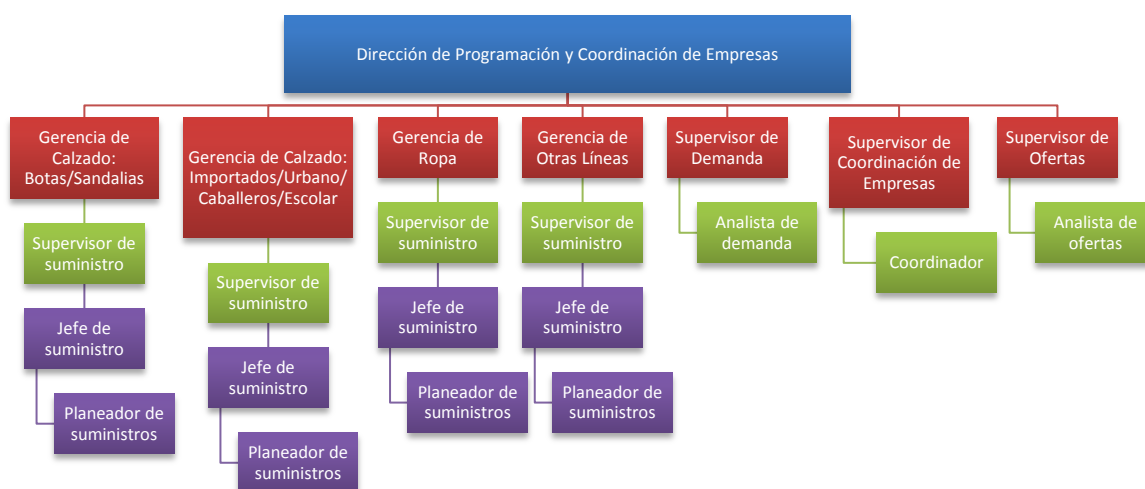 Dirección de Programación y Coordinación de Empresas
Gerencia de
Calzado:
Botas/Sandalias
Supervisor de
suministro
Jefe de
suministro
Planeador de
suministros
Gerencia de Calzado:
Importados/Urbano/
Caballeros/Escolar
Supervisor de
suministro
Jefe de
suministro
Planeador de
suministros
Gerencia de
Ropa
Supervisor de
suministro
Jefe de
suministro
Planeador de
suministros
Gerencia de
Otras Líneas
Supervisor de
suministro
Jefe de
suministro
Planeador de
suministros
Supervisor de
Demanda
Analista de
demanda
Supervisor de
Coordinación de
Empresas
Coordinador
Supervisor de
Ofertas
Analista de
ofertas